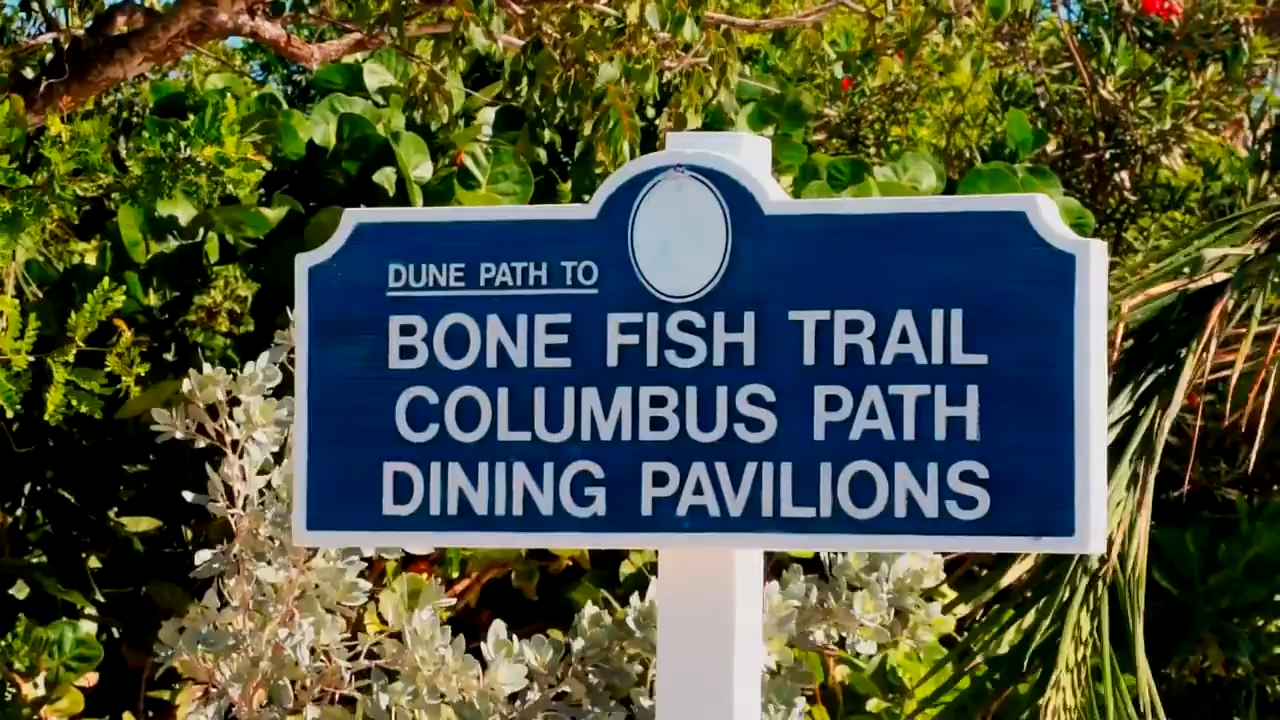 DUNE PATH TO
BONE FISH TRAIL
COLUMBUS PATH
DINING PAVILIONS